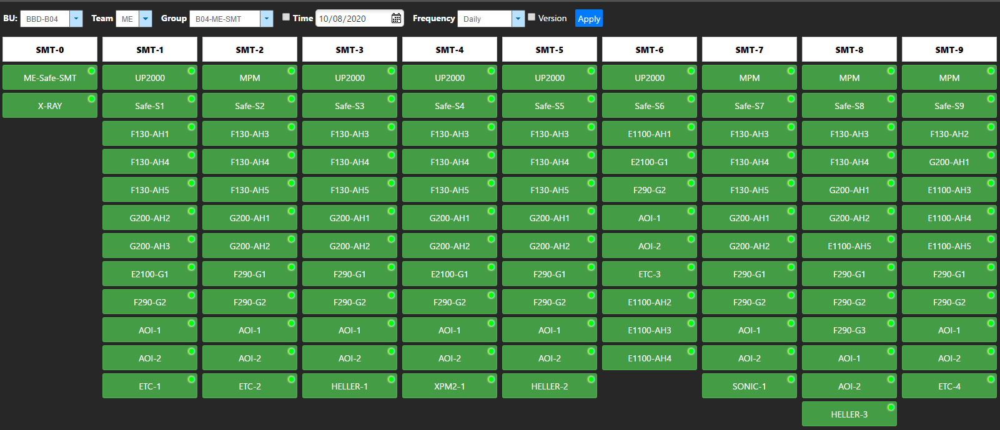 BU: BBD-B04 Team ME Group B04-ME-SMT Time 10/08/2020 Frequency Daily Version Apply
SMT-0 SMT-1 SMT-2 SMT-3 SMT-4 SMT-5 SMT-6 SMT-7 SMT-8 SMT-9
ME-Safe-SMT UP2000 MPM UP2000 UP2000 UP2000 UP2000 MPM MPM MPM
X-RAY Safe-S1 Safe-S2 Safe-S3 Safe-S4 Safe-S5 Safe-S6 Safe-S7 Safe-S8 Safe-S9
F130-AH1 F130-AH3 F130-AH3 F130-AH3 F130-AH3 E1100-AH1 F130-AH3 F130-AH3 F130-AH2
F130-AH4 F130-AH4 F130-AH4 F130-AH4 F130-AH4 E2100-G1 F130-AH4 F130-AH4 G200-AH1
F130-AH5 F130-AH5 F130-AH5 F130-AH5 F130-AH5 F290-G2 F130-AH5 G200-AH1 E1100-AH3
G200-AH2 G200-AH1 G200-AH1 G200-AH1 G200-AH1 AOI-1 G200-AH1 G200-AH2 E1100-AH4
G200-AH3 G200-AH2 G200-AH2 G200-AH2 G200-AH2 AOI-2 G200-AH2 E1100-AH5 E1100-AH5
E2100-G1 F290-G1 F290-G1 E2100-G1 F290-G1 ETC-3 F290-G1 F290-G1 F290-G1
F290-G2 F290-G2 F290-G2 F290-G2 F290-G2 E1100-AH2 F290-G2 F290-G2 F290-G2
AOI-1 AOI-1 AOI-1 AOI-1 AOI-1 E1100-AH3 AOI-1 F290-G3 AOI-1
AOI-2 AOI-2 AOI-2 AOI-2 AOI-2 E1100-AH4 AOI-2 AOI-1 AOI-2
ETC-1 ETC-2 HELLER-1 XPM2-1 HELLER-2 SONIC-1 AOI-2 ETC-4
HELLER-3